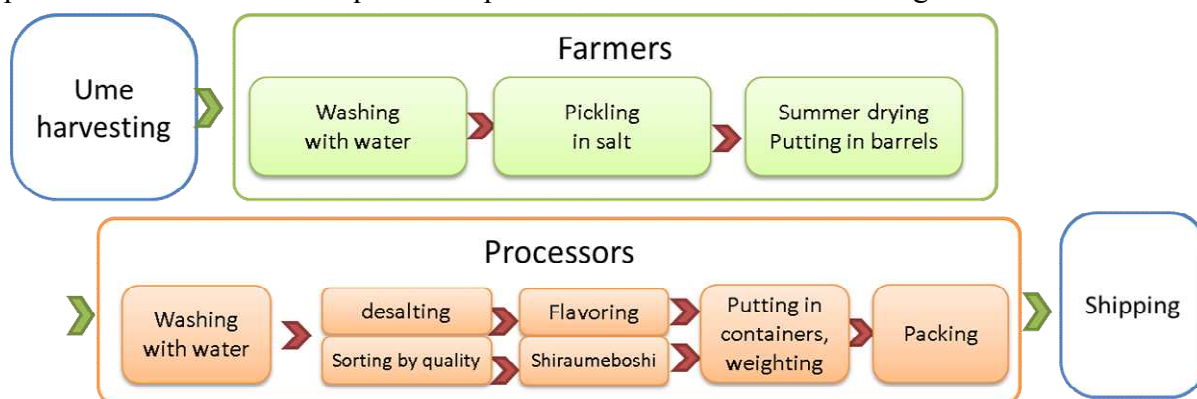 Ume
harvesting
Farmers
Washing
with water
Pickling
in salt
Summer drying
Putting in barrels
Processors
Washing
with water
desalting
Sorting by quality
Flavoring
Shiraumeboshi
Putting in
containers,
weighting
Packing
Shipping